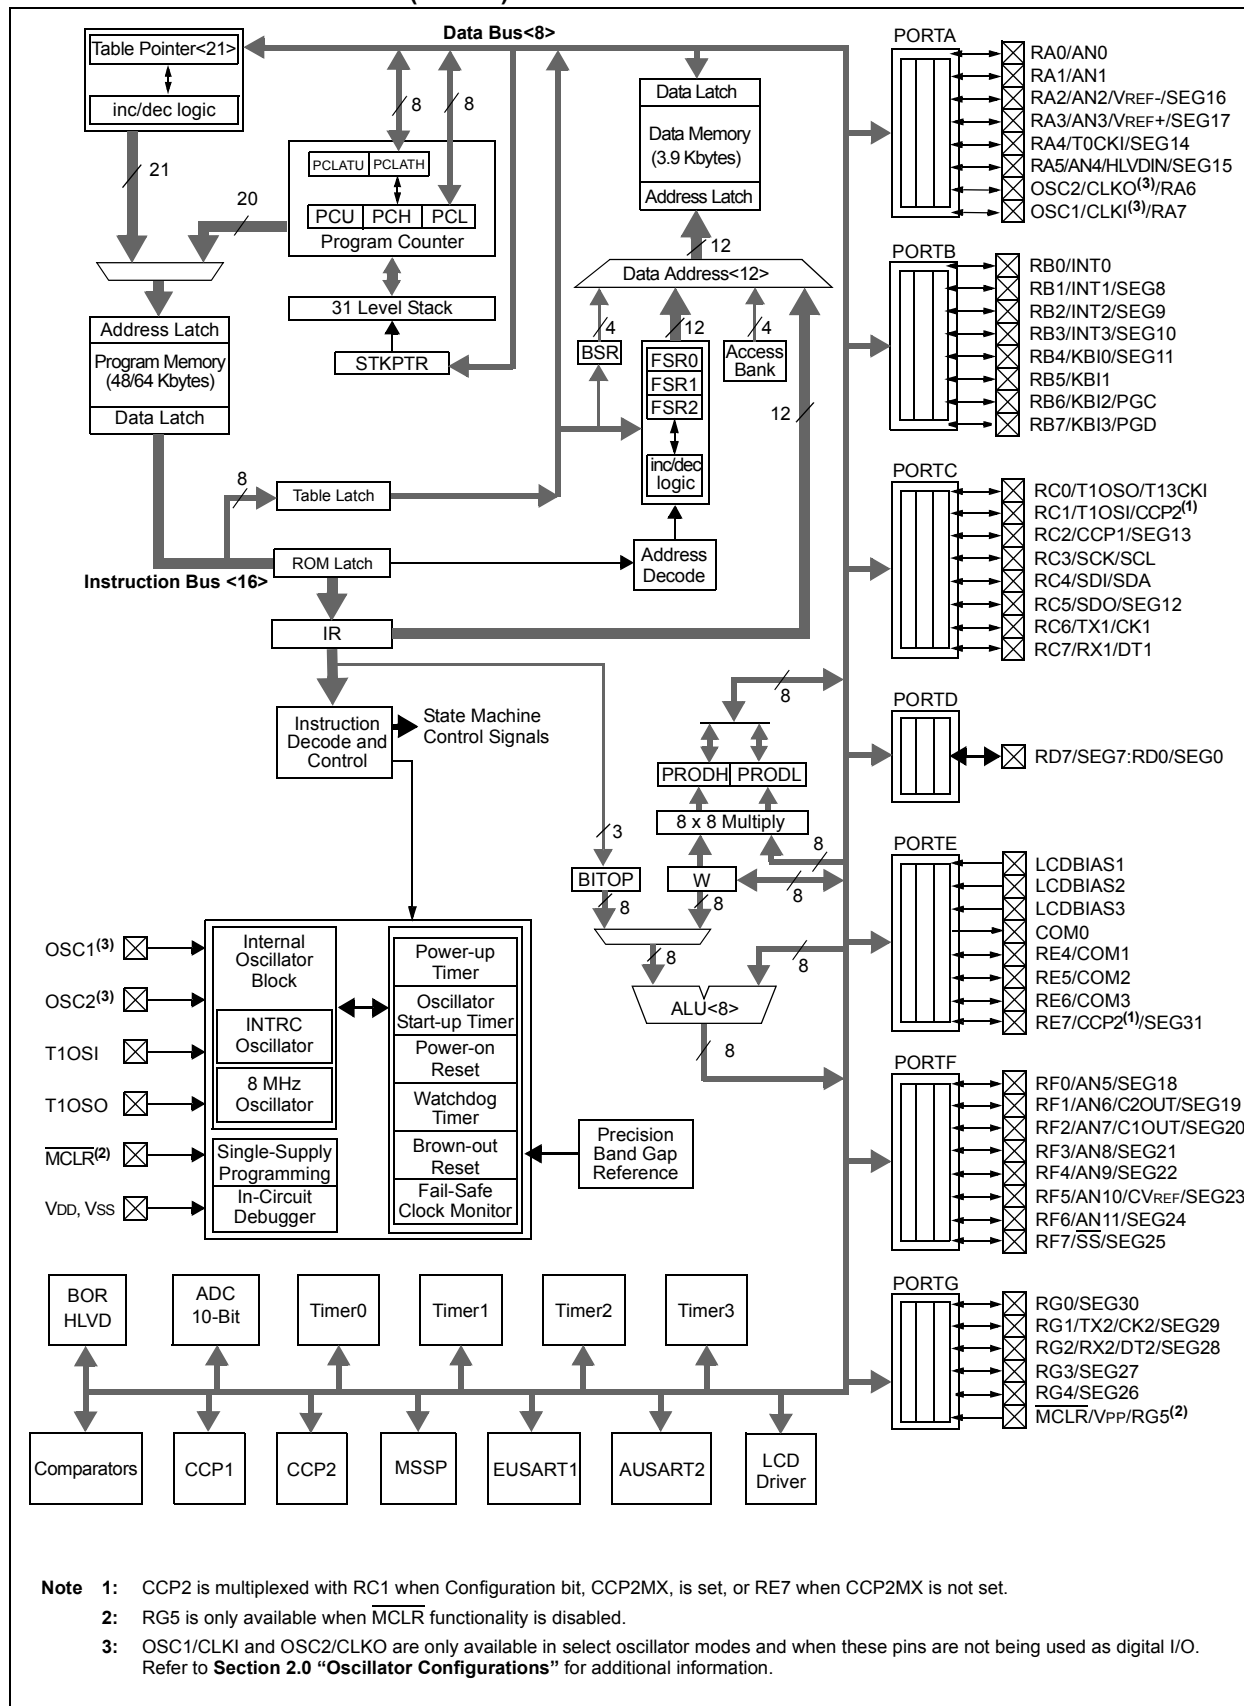 Data Bus<8>
Table Pointer<21>
inc/dec logic
21
20
8
8
PCLATU
PCLATH
PCU
PCH
PCL
Program Counter
31 Level Stack
STKPTR
Data Latch
Data Memory
(3.9 Kbytes)
Address Latch
12
Data Address<12>
4
12
4
BSR
FSR0
FSR1
FSR2
inc/dec
logic
Access
Bank
12
Address Latch
Program Memory
(48/64 Kbytes)
Data Latch
8
Table Latch
ROM Latch
Instruction Bus <16>
Address
Decode
IR
Instruction
Decode and
Control
State Machine
Control Signals
8
PRODH
PRODL
8 x 8 Multiply
3
8
BITOP
W
8
8
8
8
8
ALU<8>
8
OSC1(3)
OSC2(3)
T1OSI
T1OSO
MCLR(2)
VDD, VSS
Internal
Oscillator
Block
INTRC
Oscillator
8 MHz
Oscillator
Single-Supply
Programming
In-Circuit
Debugger
Power-up
Timer
Oscillator
Start-up Timer
Power-on
Reset
Watchdog
Timer
Brown-out
Reset
Fail-Safe
Clock Monitor
Precision
Band Gap
Reference
BOR
HLVD
ADC
10-Bit
Timer0
Timer1
Timer2
Timer3
Comparators
CCP1
CCP2
MSSP
EUSART1
AUSART2
LCD
Driver
PORTA
RA0/AN0
RA1/AN1
RA2/AN2/VREF-/SEG16
RA3/AN3/VREF+/SEG17
RA4/T0CKI/SEG14
RA5/AN4/HLVDIN/SEG15
OSC2/CLKO(3)/RA6
OSC1/CLKI(3)/RA7
PORTB
RB0/INT0
RB1/INT1/SEG8
RB2/INT2/SEG9
RB3/INT3/SEG10
RB4/KBI0/SEG11
RB5/KBI1
RB6/KBI2/PGC
RB7/KBI3/PGD
PORTC
RC0/T1OSO/T13CKI
RC1/T1OSI/CCP2(1)
RC2/CCP1/SEG13
RC3/SCK/SCL
RC4/SDI/SDA
RC5/SDO/SEG12
RC6/TX1/CK1
RC7/RX1/DT1
PORTD
RD7/SEG7:RD0/SEG0
PORTE
LCDBIAS1
LCDBIAS2
LCDBIAS3
COM0
RE4/COM1
RE5/COM2
RE6/COM3
RE7/CCP2(1)/SEG31
PORTF
RF0/AN5/SEG18
RF1/AN6/C2OUT/SEG19
RF2/AN7/C1OUT/SEG20
RF3/AN8/SEG21
RF4/AN9/SEG22
RF5/AN10/CVREF/SEG23
RF6/AN11/SEG24
RF7/SS/SEG25
PORTG
RG0/SEG30
RG1/TX2/CK2/SEG29
RG2/RX2/DT2/SEG28
RG3/SEG27
RG4/SEG26
MCLR/VPP/RG5(2)
Note 1: CCP2 is multiplexed with RC1 when Configuration bit, CCP2MX, is set, or RE7 when CCP2MX is not set.
2: RG5 is only available when MCLR functionality is disabled.
3: OSC1/CLKI and OSC2/CLKO are only available in select oscillator modes and when these pins are not being used as digital I/O.
Refer to Section 2.0 “Oscillator Configurations” for additional information.